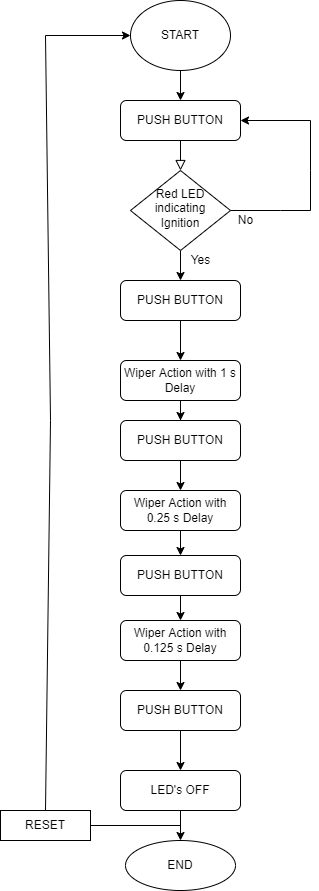 START
PUSH BUTTON
Red LED
indicating
Ignition
No
Yes
PUSH BUTTON
Wiper Action with 1 s
Delay
PUSH BUTTON
Wiper Action with
0.25 s Delay
PUSH BUTTON
Wiper Action with
0.125 s Delay
PUSH BUTTON
LED's OFF
RESET
END